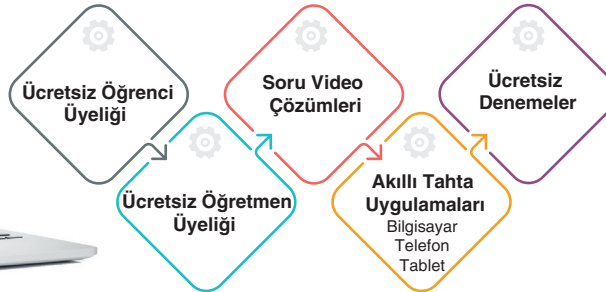 Ücretsiz Öğrenci
Üyeliği
Ücretsiz Öğretmen
Üyeliği
Soru Video
Çözümleri
Akıllı Tahta
Uygulamaları
Bilgisayar
Telefon
Tablet
Ücretsiz
Denemeler